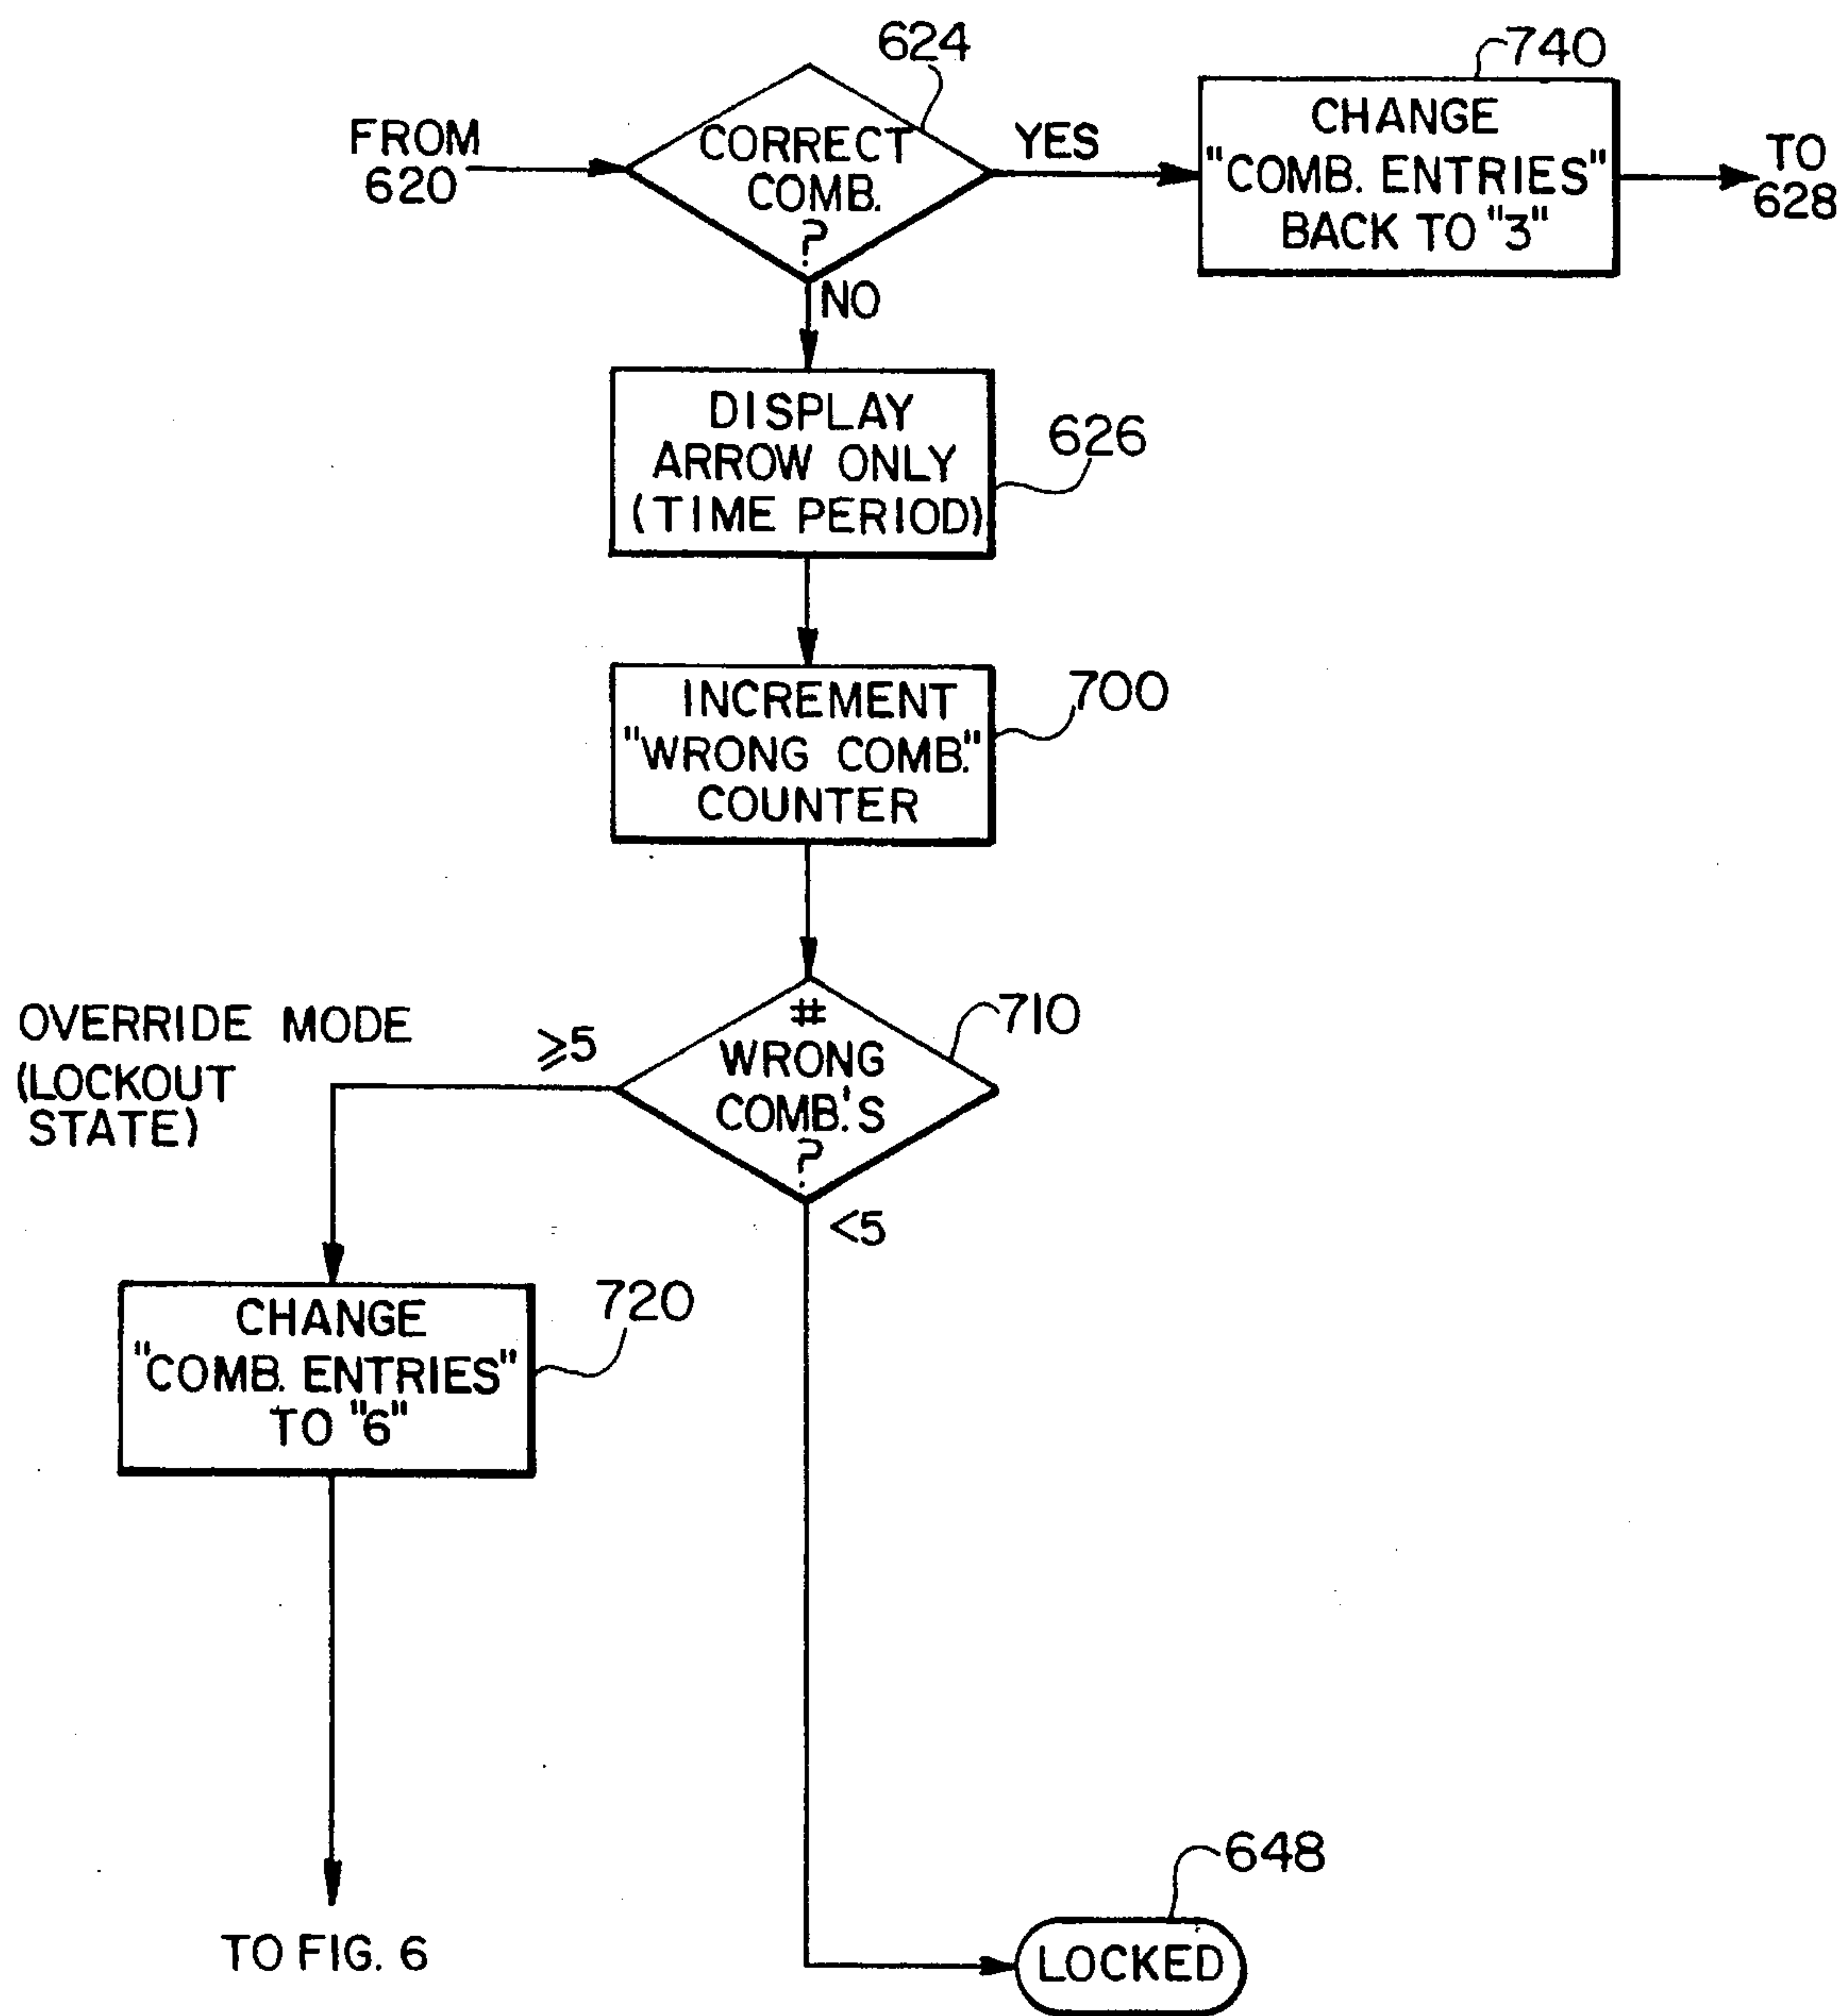 624
740
FROM
620
CORRECT
COMB.
?
YES
CHANGE
"COMB. ENTRIES"
BACK TO "3"
TO
628
NO
DISPLAY
ARROW ONLY
(TIME PERIOD)
626
INCREMENT
"WRONG COMB."
COUNTER
700
OVERRIDE MODE
(LOCKOUT
STATE)
≥5
#
WRONG
COMB.'S
?
710
<5
CHANGE
"COMB. ENTRIES"
TO "6"
720
648
TO FIG. 6
LOCKED